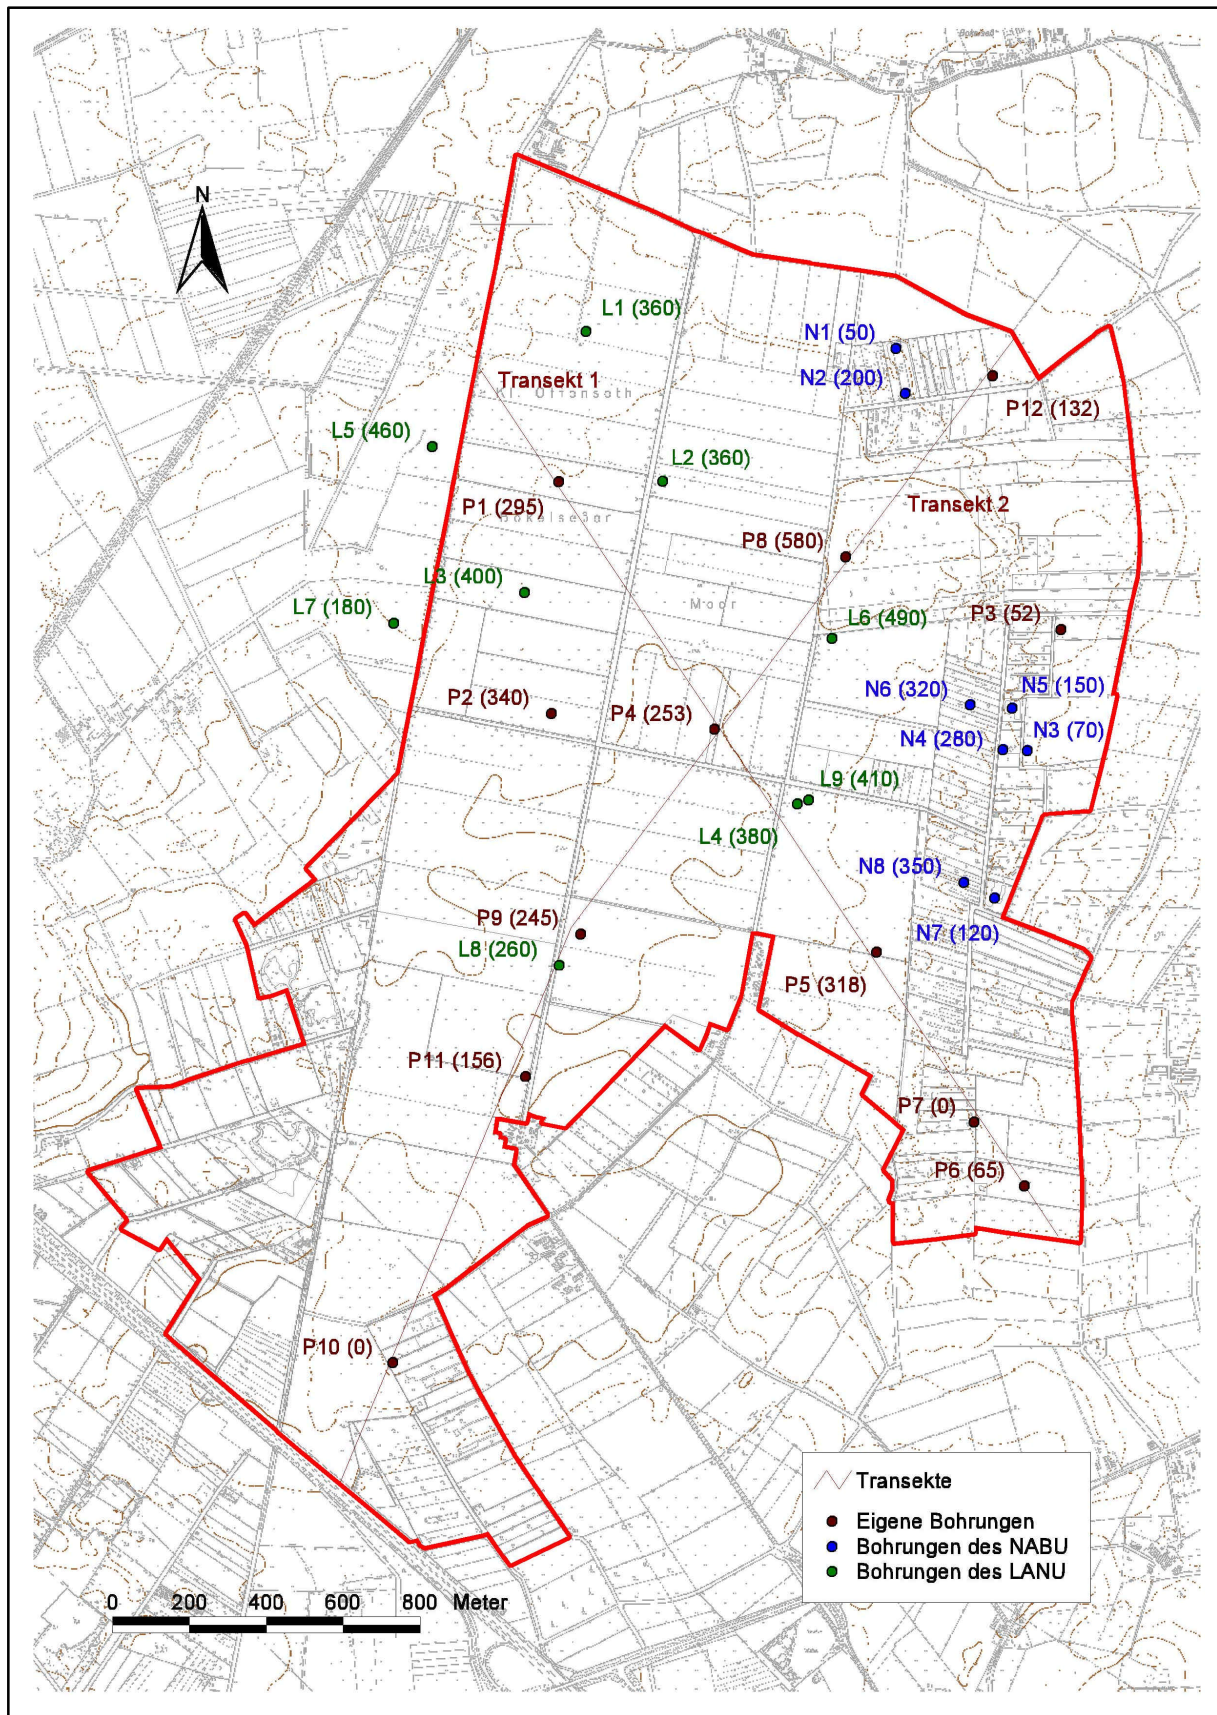 N
L1 (360)
N1 (50)
N2 (200)
Transekt 1
Kl. Offenseth
P12 (132)
L5 (460)
L2 (360)
P1 (295)
Transekt 2
P8 (580)
L3 (400)
Moor
L7 (180)
P3 (52)
L6 (490)
N6 (320)
N5 (150)
P2 (340)
P4 (253)
N4 (280)
N3 (70)
L9 (410)
L4 (380)
N8 (350)
P9 (245)
N7 (120)
L8 (260)
P5 (318)
P11 (156)
P7 (0)
P6 (65)
P10 (0)
Transekte
Eigene Bohrungen
Bohrungen des NABU
Bohrungen des LANU
0 200 400 600 800 Meter